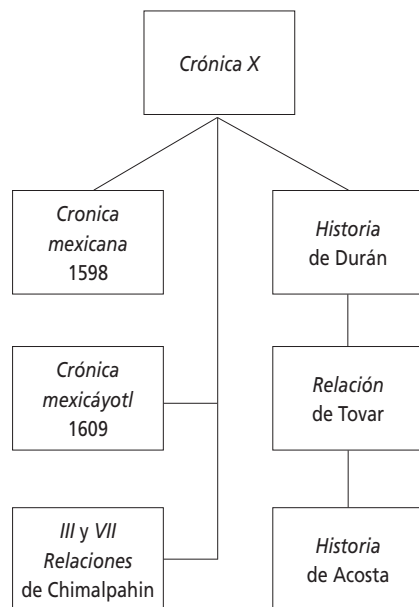 Crónica X
Cronica
mexicana
1598
Historia
de Durán
Crónica
mexicáyotl
1609
Relación
de Tovar
III y VII
Relaciones
de Chimalpahin
Historia
de Acosta